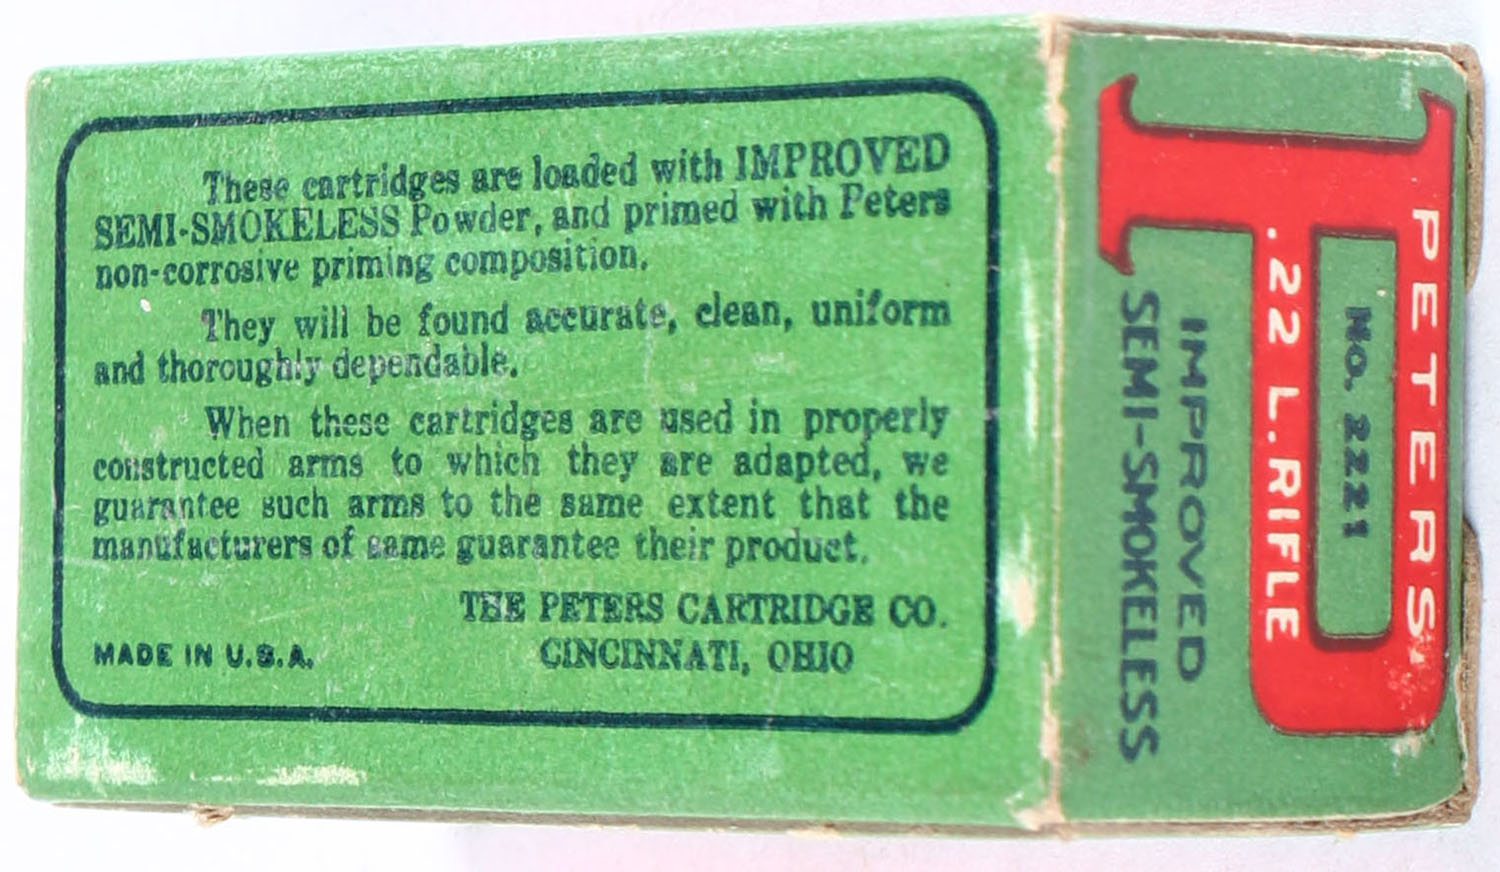 These cartridges are loaded with IMPROVED
SEMI-SMOKELESS Powder, and primed with Peters
non-corrosive priming composition.
They will be found accurate, clean, uniform
and thoroughly dependable.
When these cartridges are used in properly
constructed arms to which they are adapted, we
guarantee such arms to the same extent that the
manufacturers of same guarantee their product.
THE PETERS CARTRIDGE CO.
MADE IN U.S.A. CINCINNATI, OHIO
PETERS
No. 2221
.22 L.RIFLE
IMPROVED
SEMI-SMOKELESS